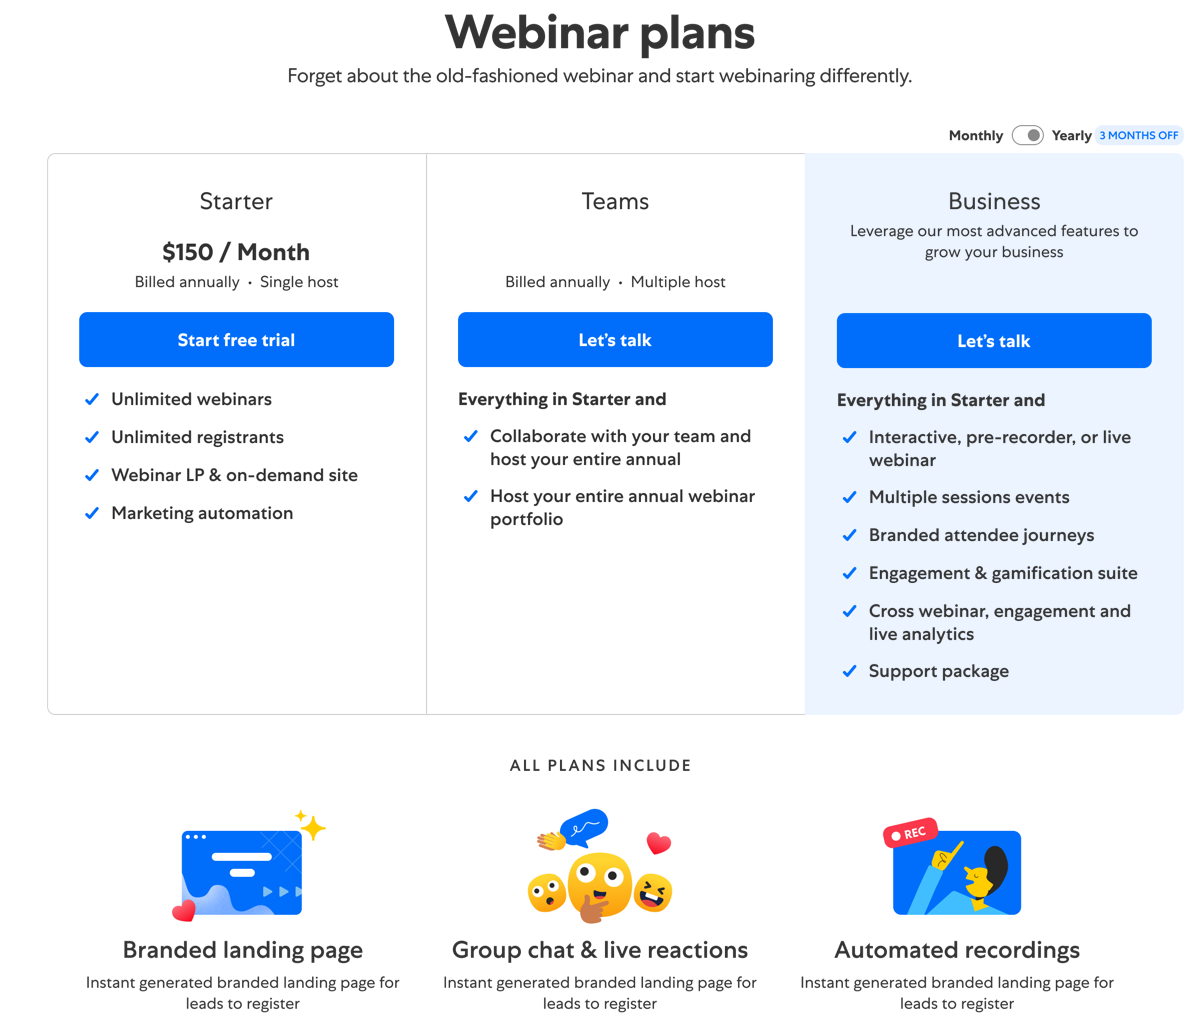 Webinar plans
Forget about the old-fashioned webinar and start webinaring differently.
Monthly Yearly 3 MONTHS OFF
Starter
$150 / Month
Billed annually • Single host
Start free trial
Unlimited webinars
Unlimited registrants
Webinar LP & on-demand site
Marketing automation
Teams
Billed annually • Multiple host
Let's talk
Everything in Starter and
Collaborate with your team and
host your entire annual
Host your entire annual webinar
portfolio
Business
Leverage our most advanced features to
grow your business
Let's talk
Everything in Starter and
Interactive, pre-recorder, or live
webinar
Multiple sessions events
Branded attendee journeys
Engagement & gamification suite
Cross webinar, engagement and
live analytics
Support package
ALL PLANS INCLUDE
Branded landing page
Instant generated branded landing page for
leads to register
Group chat & live reactions
Instant generated branded landing page for
leads to register
REC
Automated recordings
Instant generated branded landing page for
leads to register